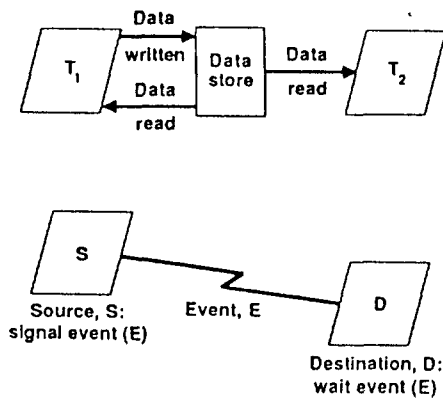 Data
written
T1
Data
store
Data
read
T2
Data
read
S
Source, S:
signal event (E)
Event, E
D
Destination, D:
wait event (E)